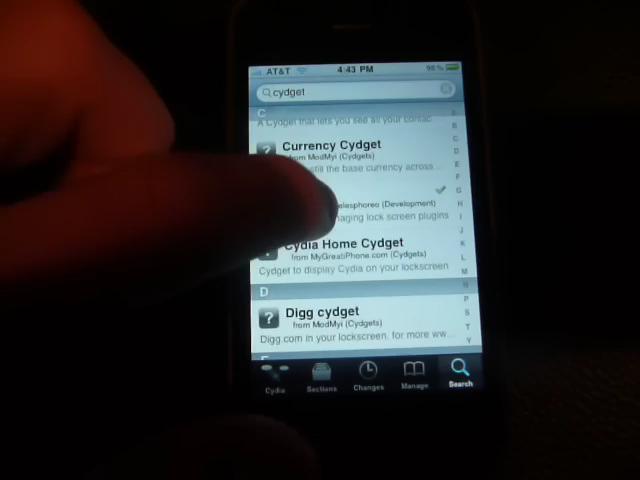 AT&T 4:43 PM 98%
cydget
C
A Cydget that lets you see all your contac
Currency Cydget
from ModMyi (Cydgets)
still the base currency across...
elesphoreo (Development)
naging lock screen plugins
Cydia Home Cydget
from MyGreatiPhone.com (Cydgets)
Cydget to display Cydia on your lockscreen
D
Digg cydget
from ModMyi (Cydgets)
Digg.com in your lockscreen. for more ww...
B
C
D
E
F
G
H
I
J
K
L
M
N
P
S
T
Y
Cydia Sections Changes Manage Search